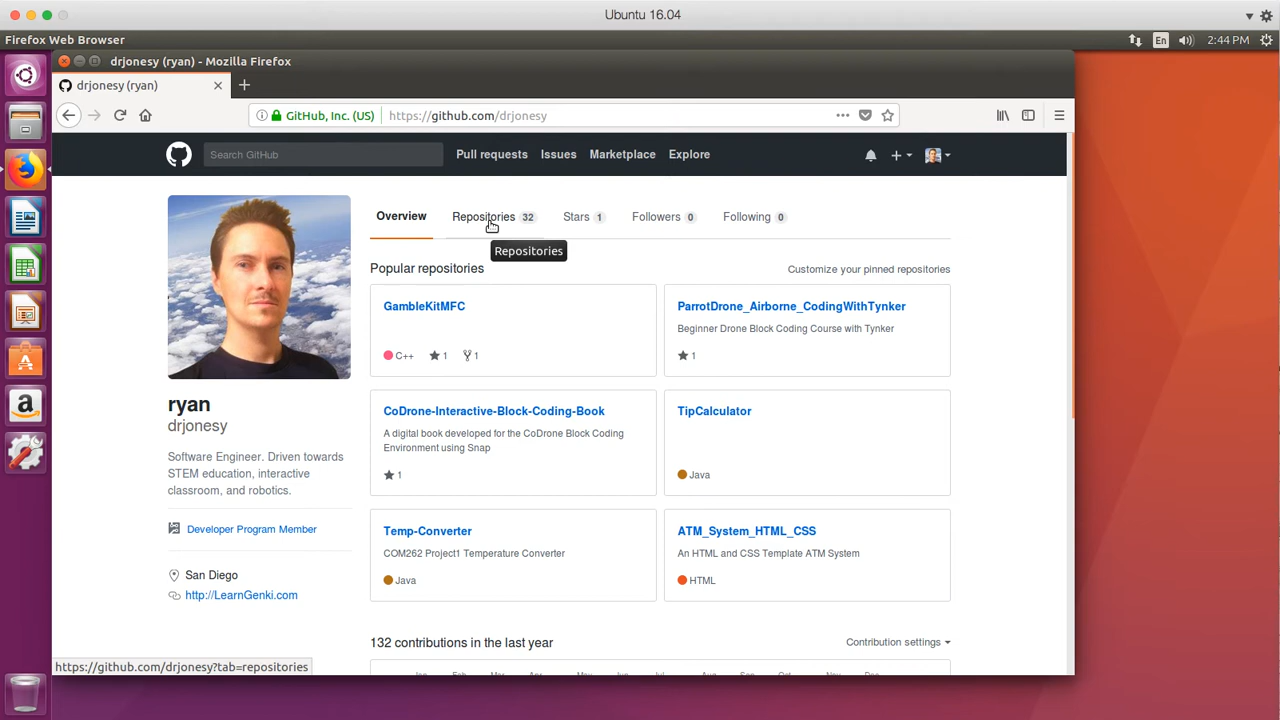 Ubuntu 16.04
Firefox Web Browser
En
2:44 PM
drjonesy (ryan) - Mozilla Firefox
drjonesy (ryan)
GitHub, Inc. (US)
https://github.com/drjonesy
Search GitHub
Pull requests
Issues
Marketplace
Explore
Overview
Repositories 32
Stars 1
Followers 0
Following 0
Repositories
Popular repositories
Customize your pinned repositories
GambleKitMFC
C++ 1 1
ParrotDrone_Airborne_CodingWithTynker
Beginner Drone Block Coding Course with Tynker
1
CoDrone-Interactive-Block-Coding-Book
A digital book developed for the CoDrone Block Coding
Environment using Snap
1
TipCalculator
Java
Temp-Converter
COM262 Project1 Temperature Converter
Java
ATM_System_HTML_CSS
An HTML and CSS Template ATM System
HTML
ryan
drjonesy
Software Engineer. Driven towards
STEM education, interactive
classroom, and robotics.
Developer Program Member
San Diego
http://LearnGenki.com
132 contributions in the last year
Contribution settings
https://github.com/drjonesy?tab=repositories